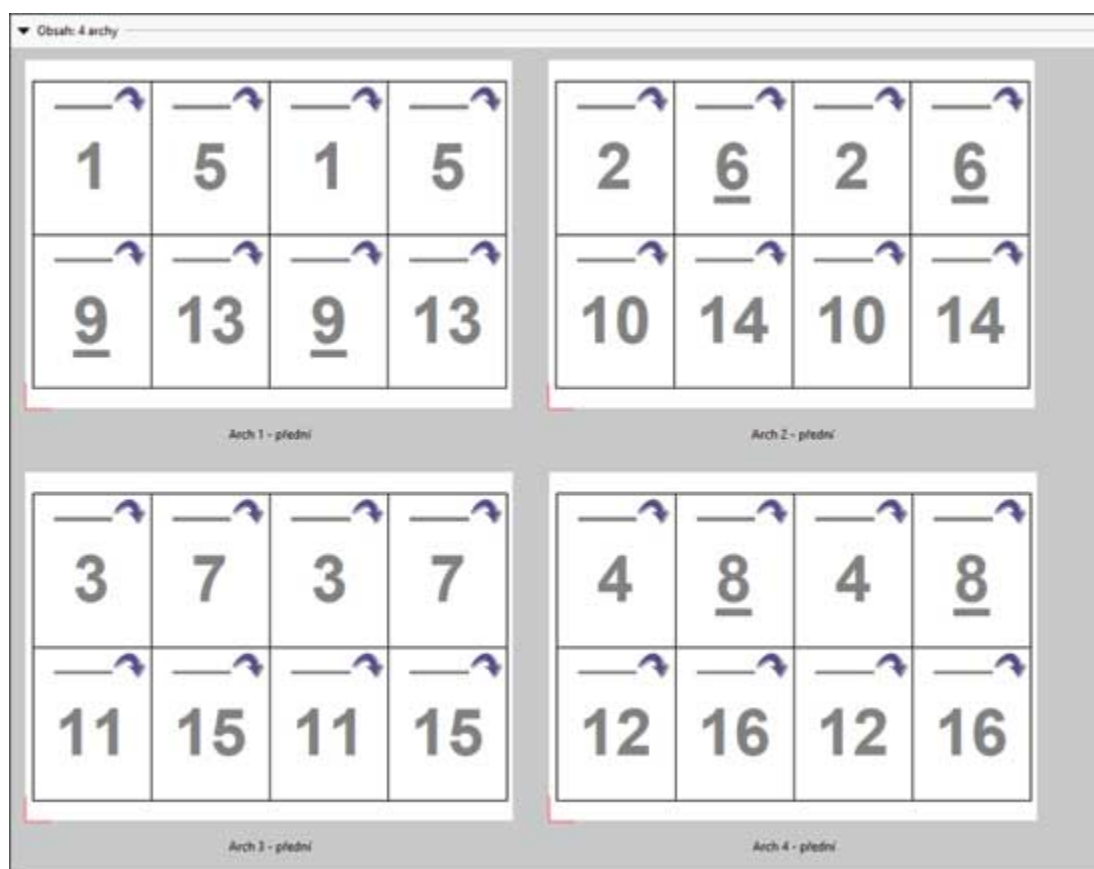 Obsah: 4 archy
1 5 1 5
9 13 9 13
Arch 1 - přední
2 6 2 6
10 14 10 14
Arch 2 - přední
3 7 3 7
11 15 11 15
Arch 3 - přední
4 8 4 8
12 16 12 16
Arch 4 - přední